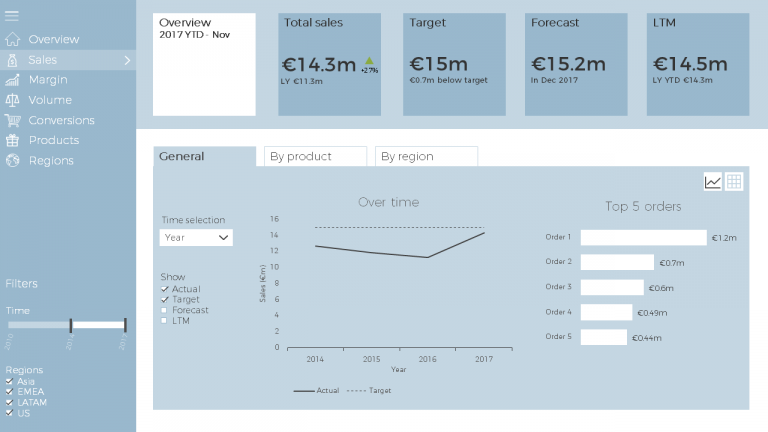 Overview
Sales
Margin
Volume
Conversions
Products
Regions
Filters
Time
Regions
Asia
EMEA
LATAM
US
Overview
2017 YTD - Nov
Total sales
€14.3m
+27%
LY €11.3m
Target
€15m
€0.7m below target
Forecast
€15.2m
In Dec 2017
LTM
€14.5m
LY YTD €14.3m
General
By product
By region
Time selection
Year
Show
Actual
Target
Forecast
LTM
Over time
16
14
12
10
8
6
4
2
0
Sales (€m)
2014
2015
2016
2017
Year
Actual
Target
Top 5 orders
Order 1
€1.2m
Order 2
€0.7m
Order 3
€0.6m
Order 4
€0.49m
Order 5
€0.44m